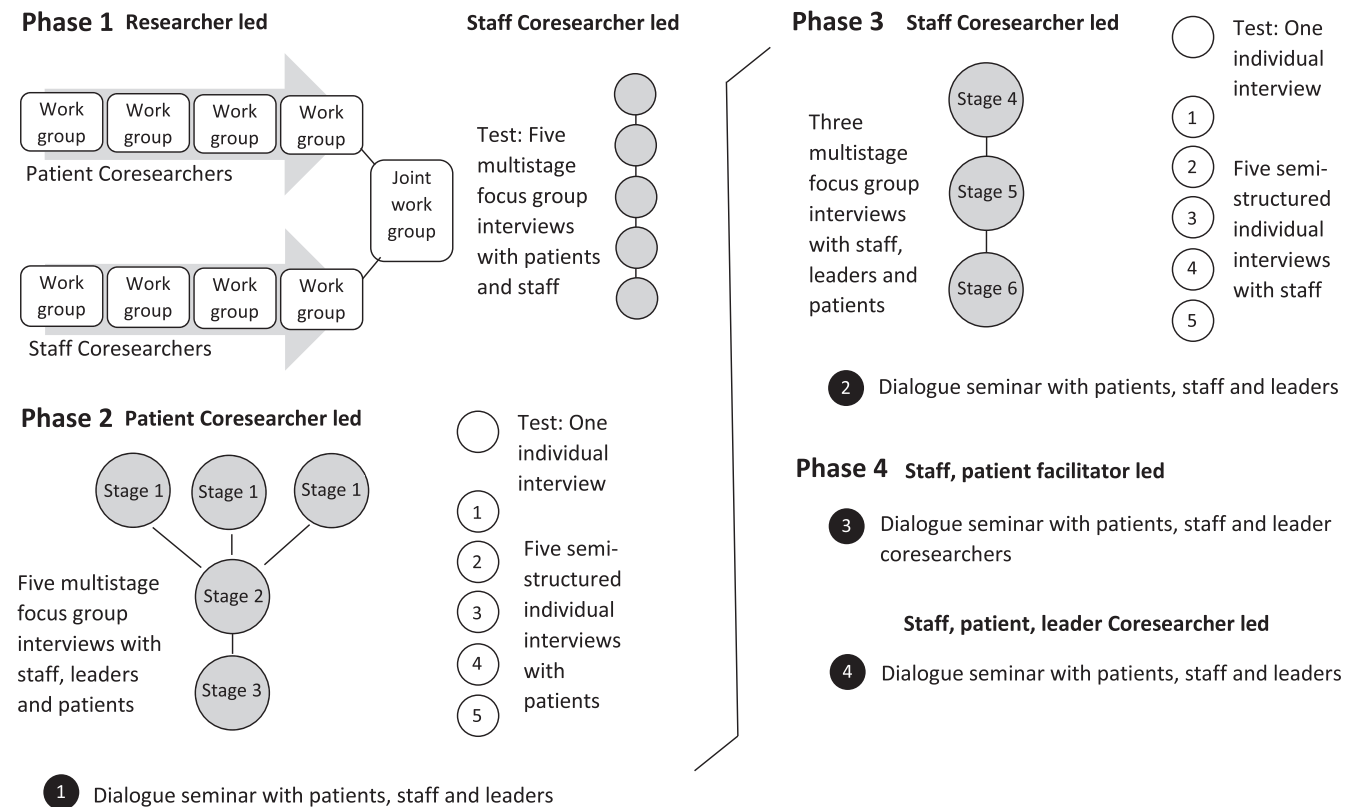 Phase 1 Researcher led
Work
group
Work
group
Work
group
Work
group
Patient Coresearchers
Joint
work
group
Work
group
Work
group
Work
group
Work
group
Staff Coresearchers
Staff Coresearcher led
Test: Five
multistage
focus group
interviews
with patients
and staff
Phase 2 Patient Coresearcher led
Stage 1
Stage 1
Stage 1
Stage 2
Stage 3
Five multistage
focus group
interviews with
staff, leaders
and patients
Test: One
individual
interview
1
2
3
4
5
Five semi-
structured
individual
interviews
with
patients
1 Dialogue seminar with patients, staff and leaders
Phase 3 Staff Coresearcher led
Three
multistage
focus group
interviews
with staff,
leaders and
patients
Stage 4
Stage 5
Stage 6
Test: One
individual
interview
1
2
3
4
5
Five semi-
structured
individual
interviews
with staff
2 Dialogue seminar with patients, staff and leaders
Phase 4 Staff, patient facilitator led
3 Dialogue seminar with patients, staff and leader
coresearchers
Staff, patient, leader Coresearcher led
4 Dialogue seminar with patients, staff and leaders